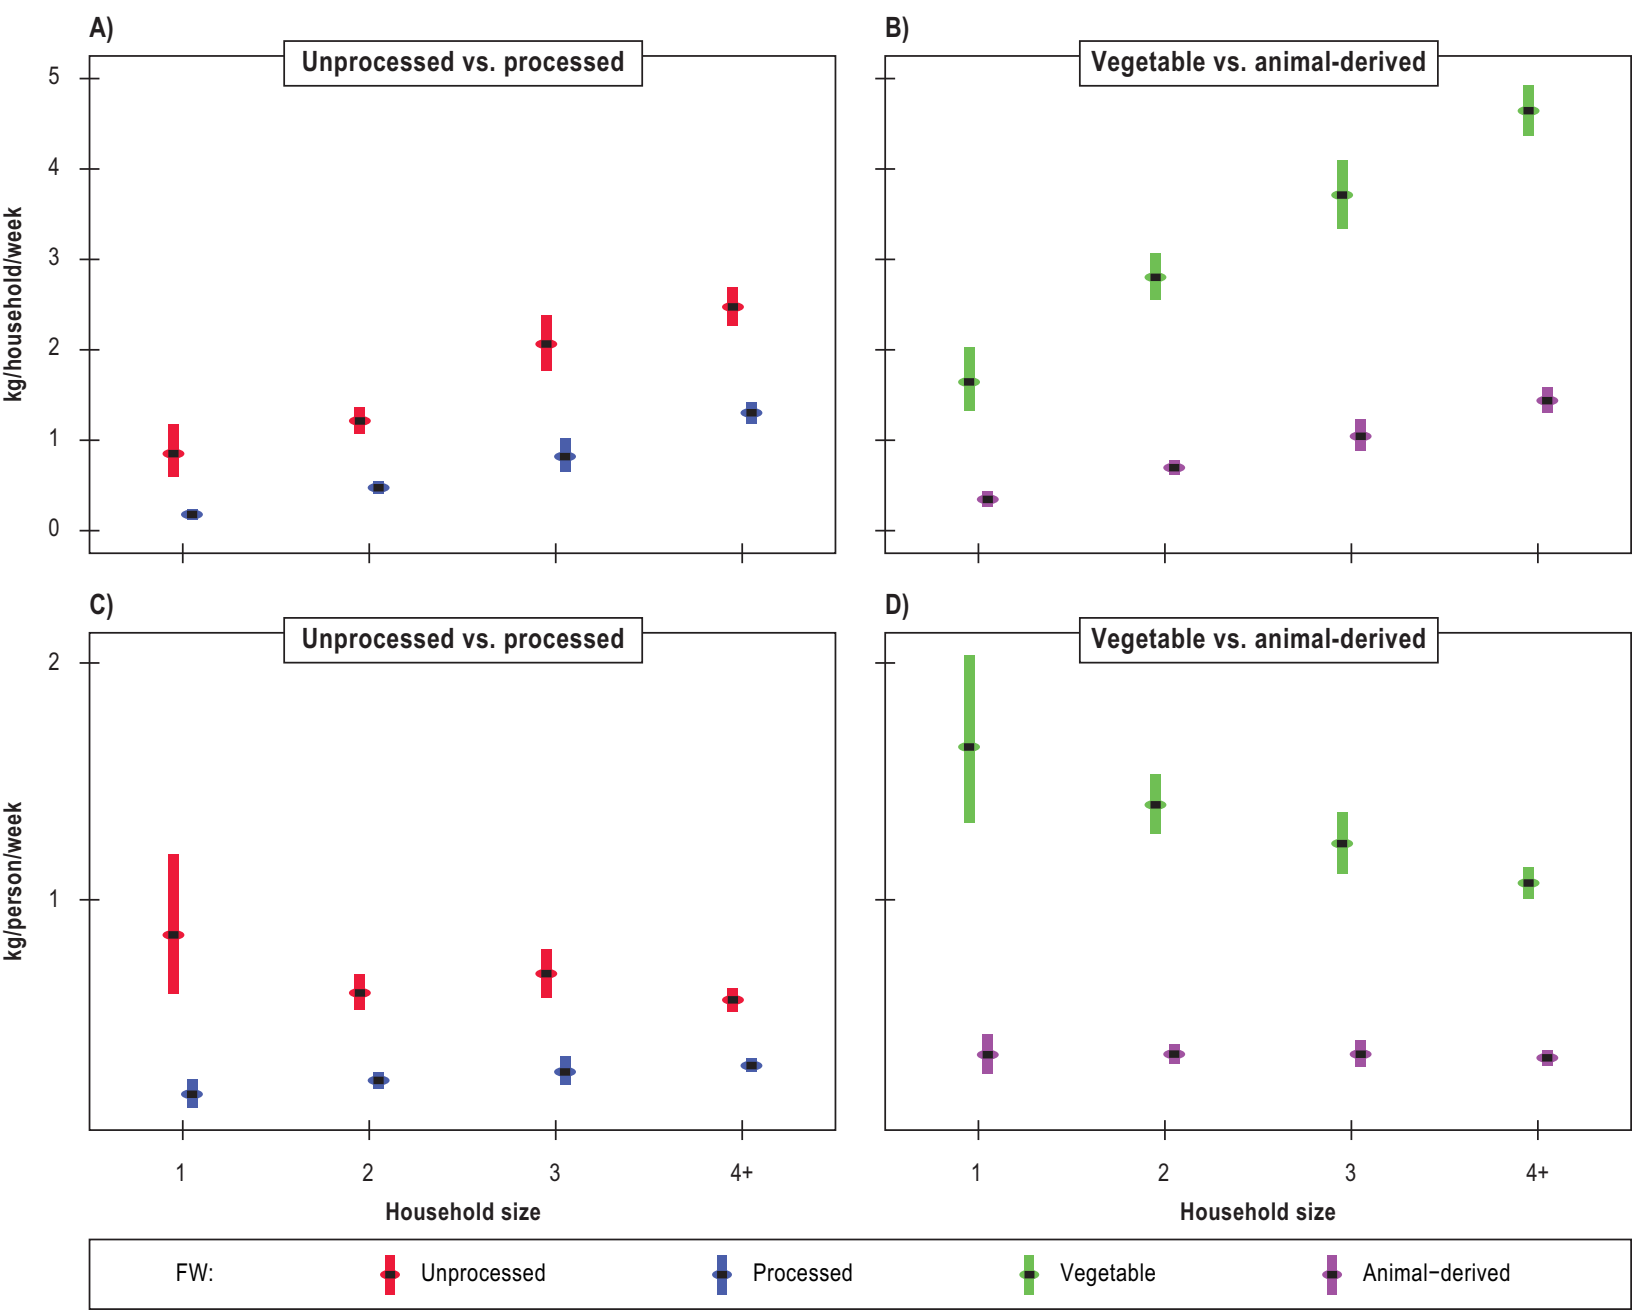 A)
Unprocessed vs. processed
B)
Vegetable vs. animal-derived
kg/household/week
5
4
3
2
1
0
C)
Unprocessed vs. processed
D)
Vegetable vs. animal-derived
kg/person/week
2
1
1 2 3 4+
Household size
1 2 3 4+
Household size
FW: Unprocessed Processed Vegetable Animal−derived